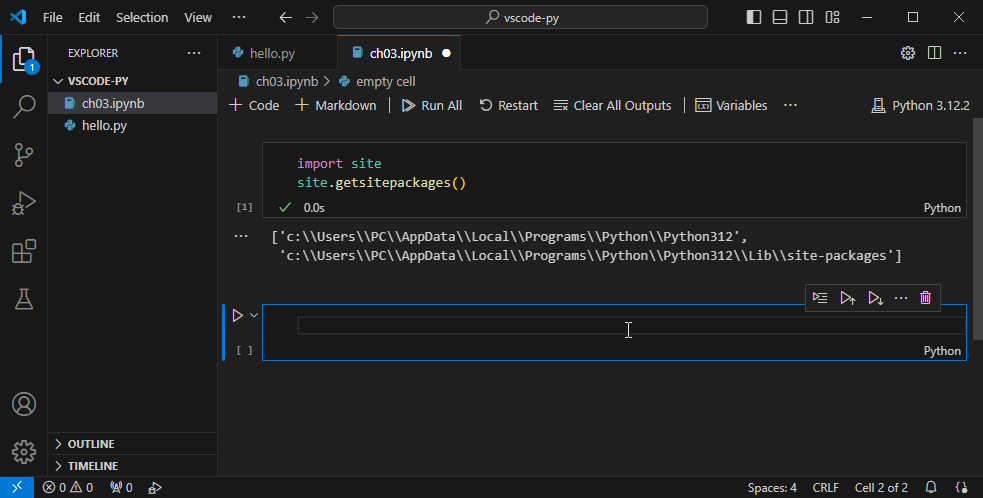 File Edit Selection View ··· vscode-py
EXPLORER ···
VSCODE-PY
ch03.ipynb
hello.py
OUTLINE
TIMELINE
1
hello.py ch03.ipynb ···
ch03.ipynb > empty cell
+ Code + Markdown Run All Restart Clear All Outputs Variables ··· Python 3.12.2
import site
site.getsitepackages()
[1] ✓ 0.0s Python
··· ['c:\\Users\\PC\\AppData\\Local\\Programs\\Python\\Python312',
'c:\\Users\\PC\\AppData\\Local\\Programs\\Python\\Python312\\Lib\\site-packages']
···
[ ] Python
0 0 0 Spaces: 4 CRLF Cell 2 of 2